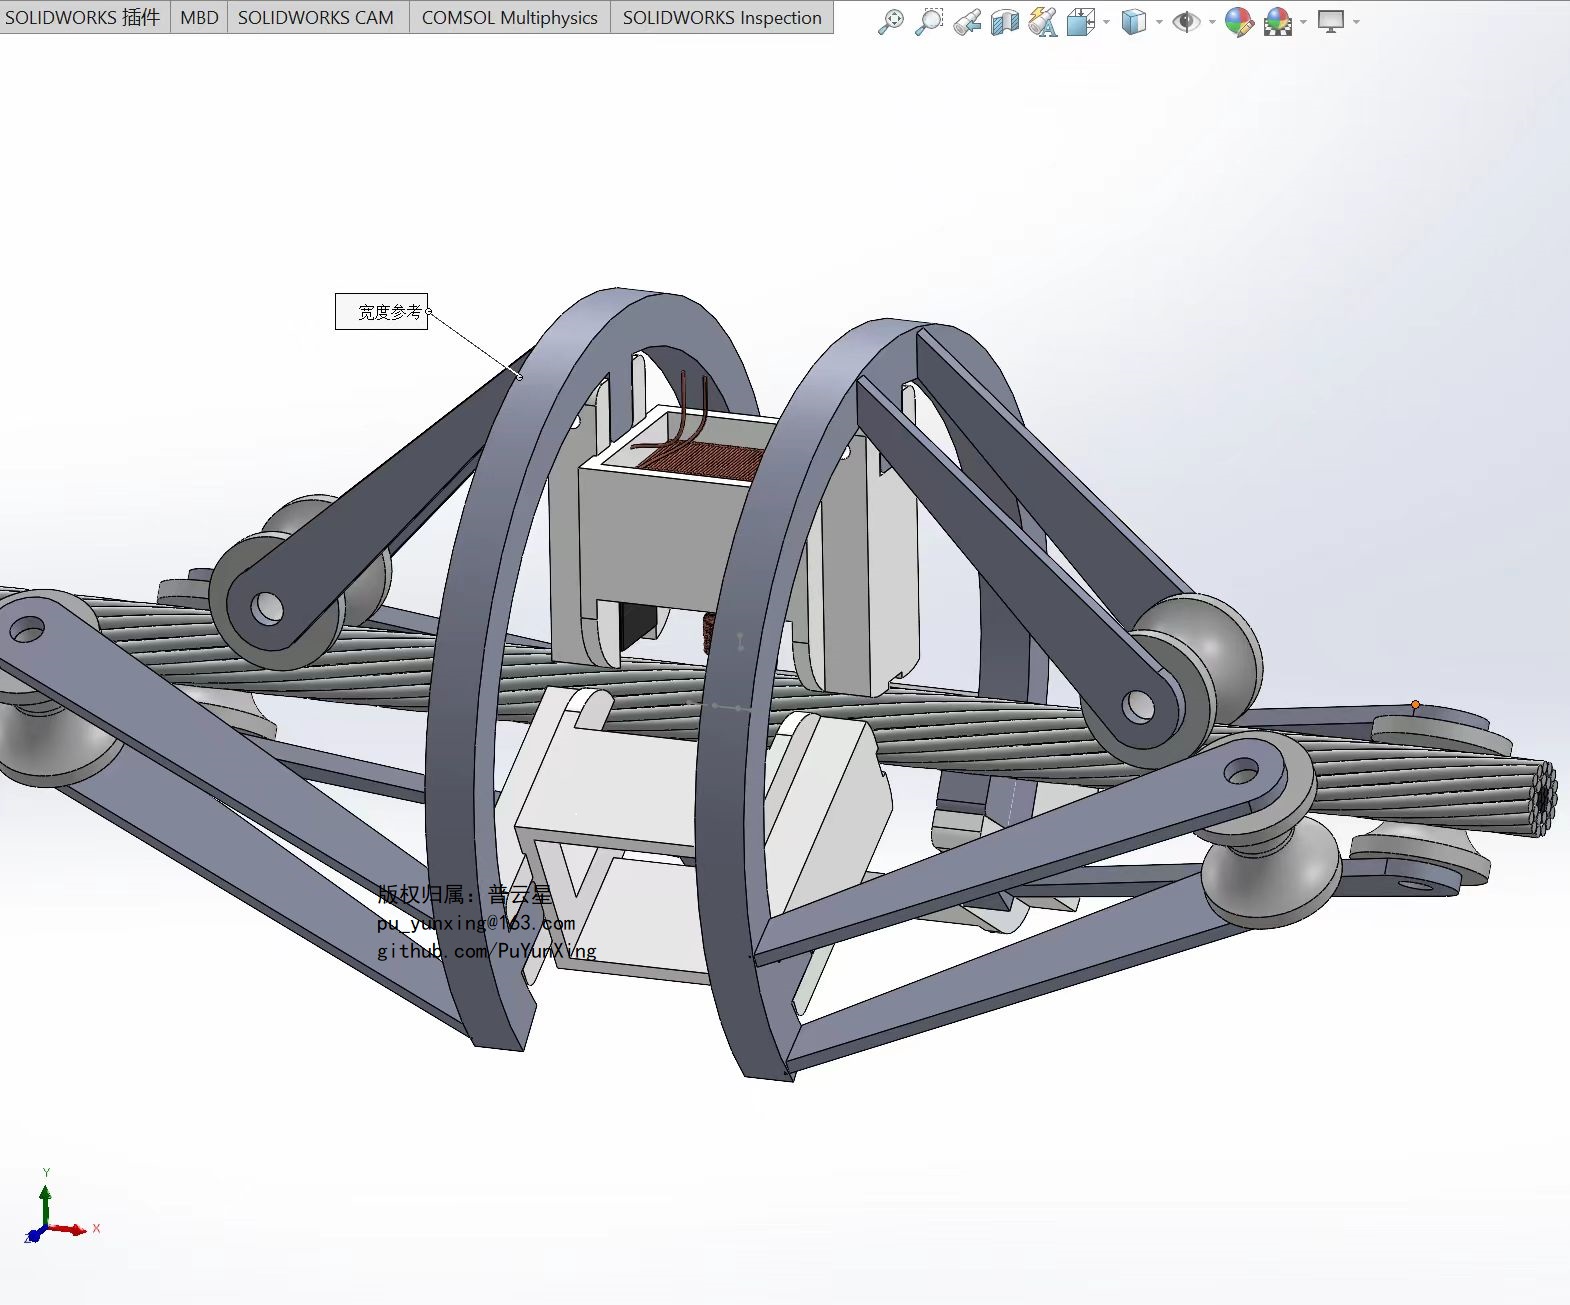 SOLIDWORKS 插件 MBD SOLIDWORKS CAM COMSOL Multiphysics SOLIDWORKS Inspection
宽度参考
版权归属：普云星
pu_yunxing@163.com
github.com/PuYunXing
Y
X
Z